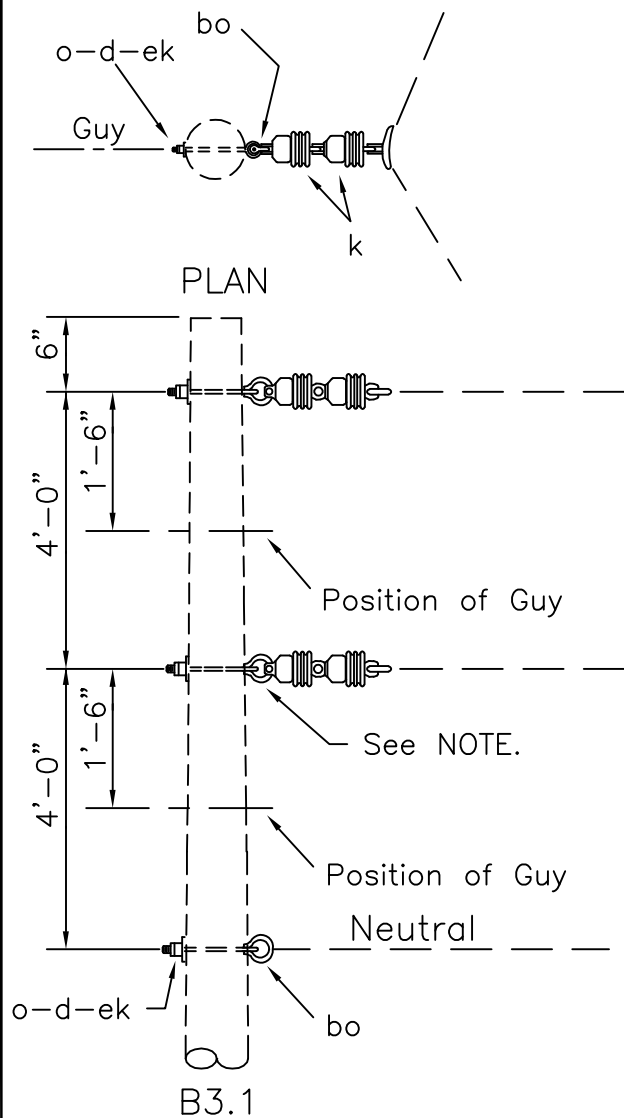 bo
o-d-ek
Guy
k
PLAN
6"
1'-6"
4'-0"
Position of Guy
See NOTE.
1'-6"
4'-0"
Position of Guy
Neutral
o-d-ek
bo
B3.1